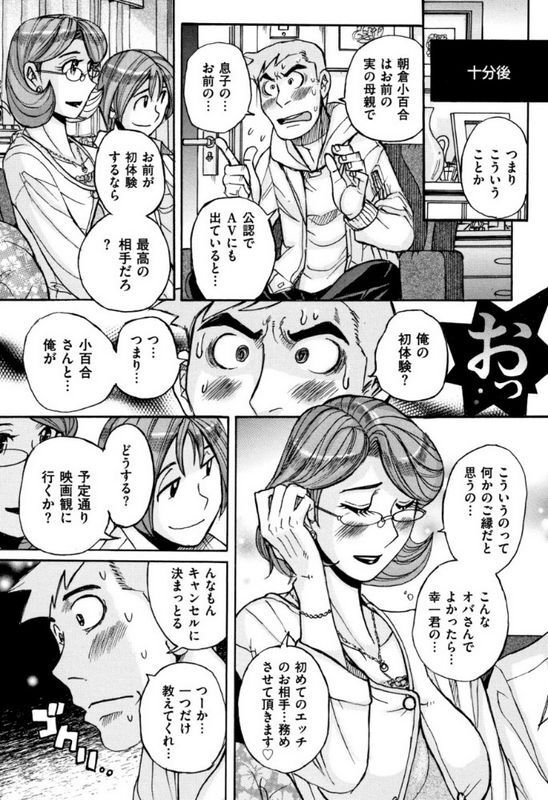 十分後
つまり
こういう
ことか
朝倉小百合
はお前の
実の母親で
息子の…
お前の…
公認で
AVにも
出ていると…
お前が
初体験
するなら
最高の
相手だろ
?
おっ…
俺の
初体験?
つ…
つまり…
小百合
さんと…
俺が
こういうのって
何かのご縁だと
思うの…
こんな
オバさんで
よかったら…
幸一君の…
初めてのエッチ
のお相手…務め
させて頂きます♡
どうする?
予定通り
映画観に
行くか?
んなもん
キャンセルに
決まっとる
つーか…
一つだけ
教えてくれ…
ゴクリ…